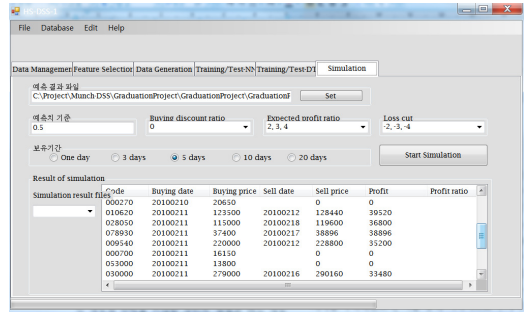 File Database Edit Help
Data Managemer Feature Selection Data Generation Training/Test-NN Training/Test-DT Simulation
예측 결과 파일
C:\Project\Munch-DSS\GraduationProject\GraduationProject\GraduationF Set
예측치 기준 Buying discount ratio Expected profit ratio Loss cut
0.5 0 2, 3, 4 -2, -3, -4
보유기간
One day 3 days 5 days 10 days 20 days Start Simulation
Result of simulation
Simulation result files
Code Buying date Buying price Sell date Sell price Profit Profit ratio
000270 20100210 20650 0 0
010620 20100211 123500 20100212 128440 39520
028050 20100211 115000 20100218 119600 36800
078930 20100211 37400 20100217 38896 38896
009540 20100211 220000 20100212 228800 35200
000700 20100211 16150 0 0
053000 20100211 13800 0 0
030000 20100211 279000 20100216 290160 33480